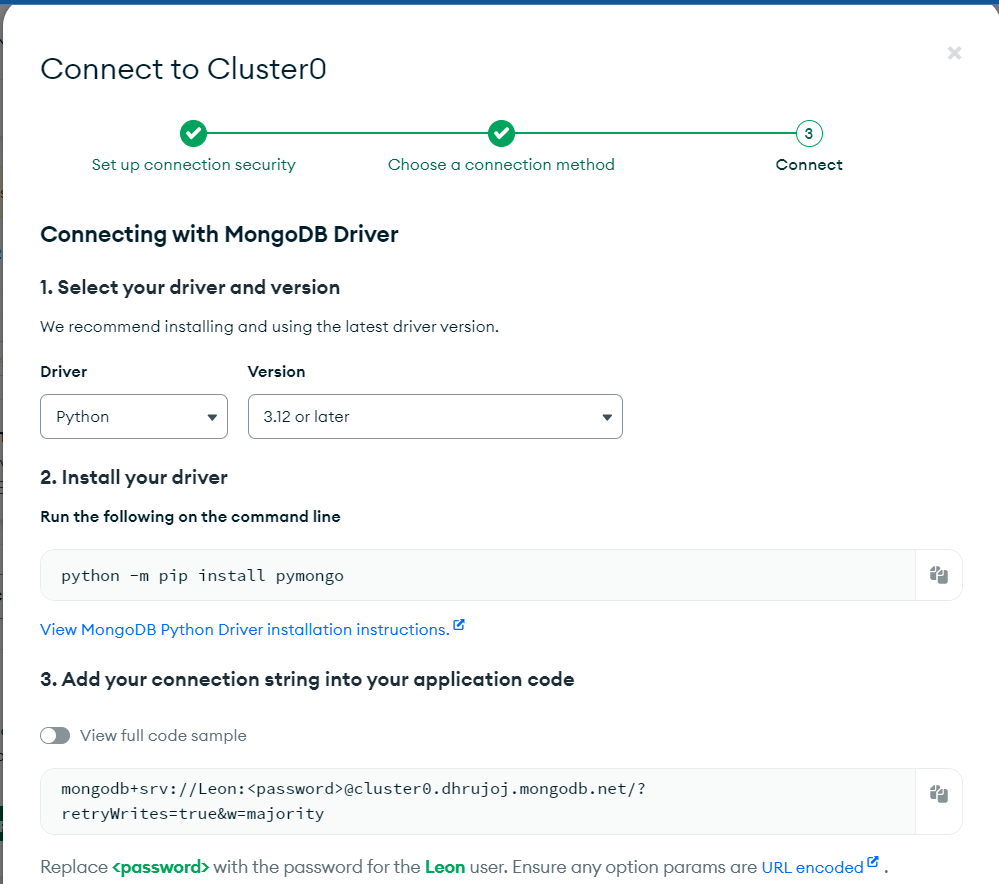 Connect to Cluster0
3
Set up connection security
Choose a connection method
Connect
Connecting with MongoDB Driver
1. Select your driver and version
We recommend installing and using the latest driver version.
Driver
Version
Python
3.12 or later
2. Install your driver
Run the following on the command line
python -m pip install pymongo
View MongoDB Python Driver installation instructions.
3. Add your connection string into your application code
View full code sample
mongodb+srv://Leon:<password>@cluster0.dhrujoj.mongodb.net/?
retryWrites=true&w=majority
Replace <password> with the password for the Leon user. Ensure any option params are URL encoded .